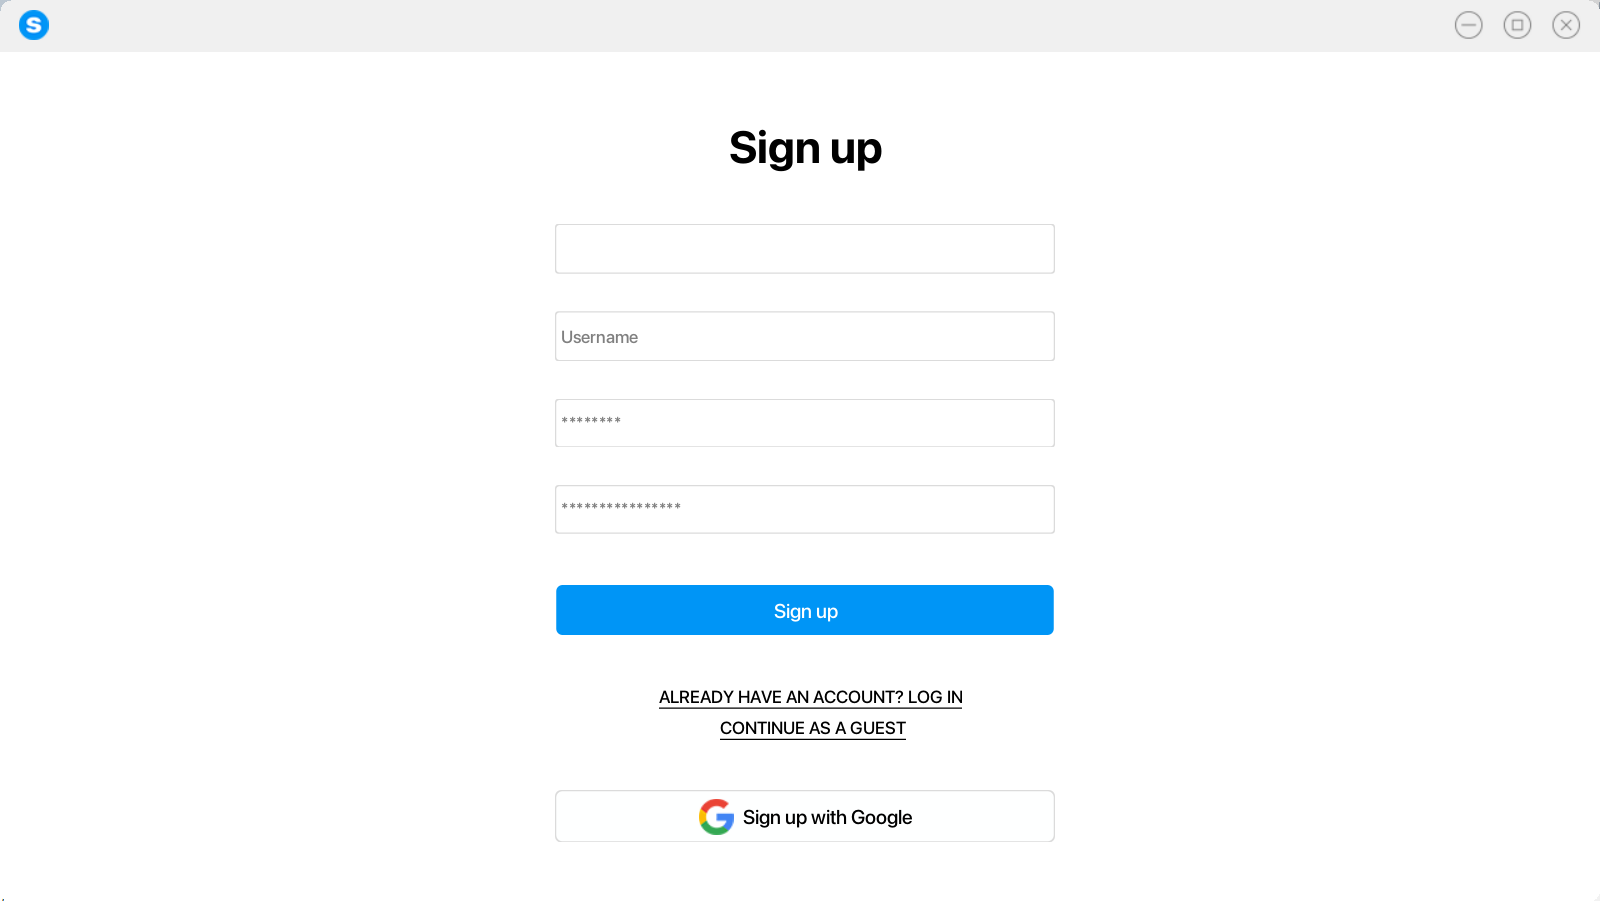 S
Sign up
Username
********
****************
Sign up
ALREADY HAVE AN ACCOUNT? LOG IN
CONTINUE AS A GUEST
Sign up with Google